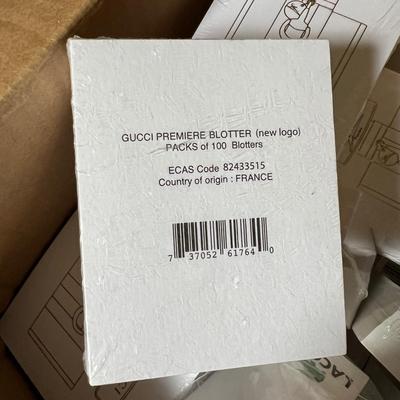 GUCCI PREMIERE BLOTTER (new logo)
PACKS of 100 Blotters
ECAS Code 82433515
Country of origin : FRANCE
7 37052 61764 0
LACO